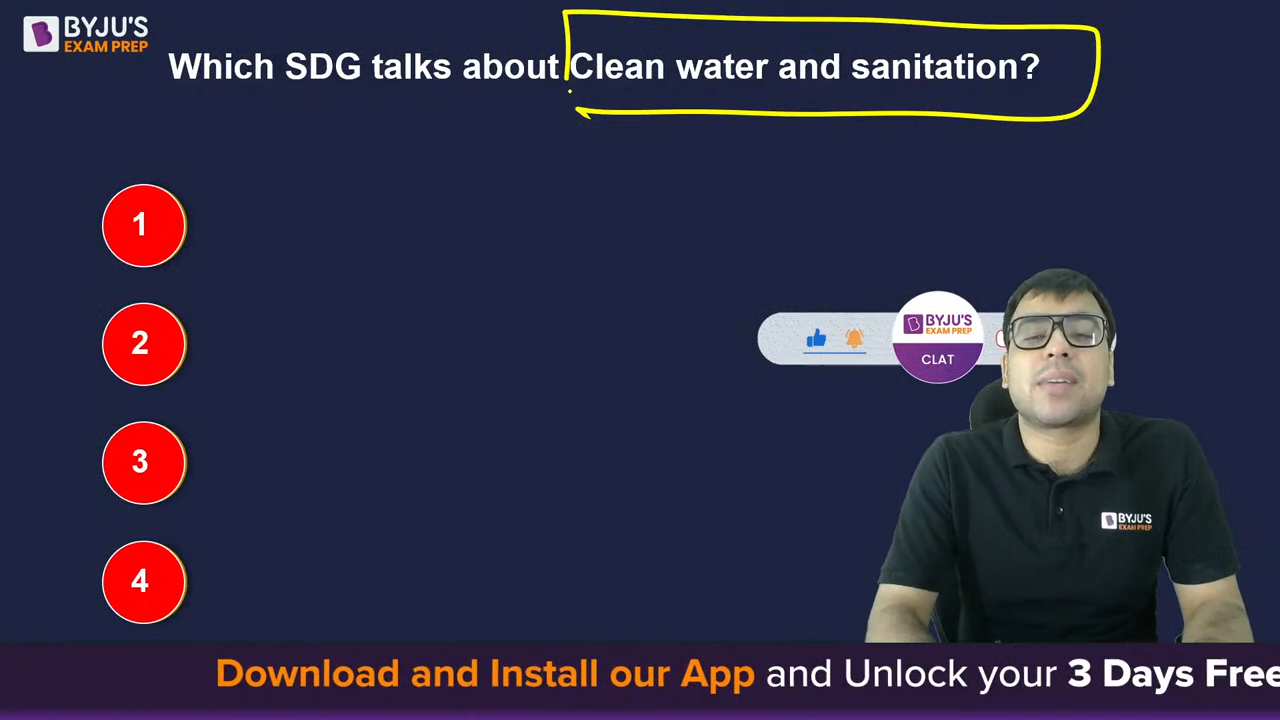 BYJU'S
EXAM PREP
Which SDG talks about Clean water and sanitation?
1
2
3
4
BYJU'S
EXAM PREP
CLAT
BYJU'S
EXAM PREP
Download and Install our App and Unlock your 3 Days Free